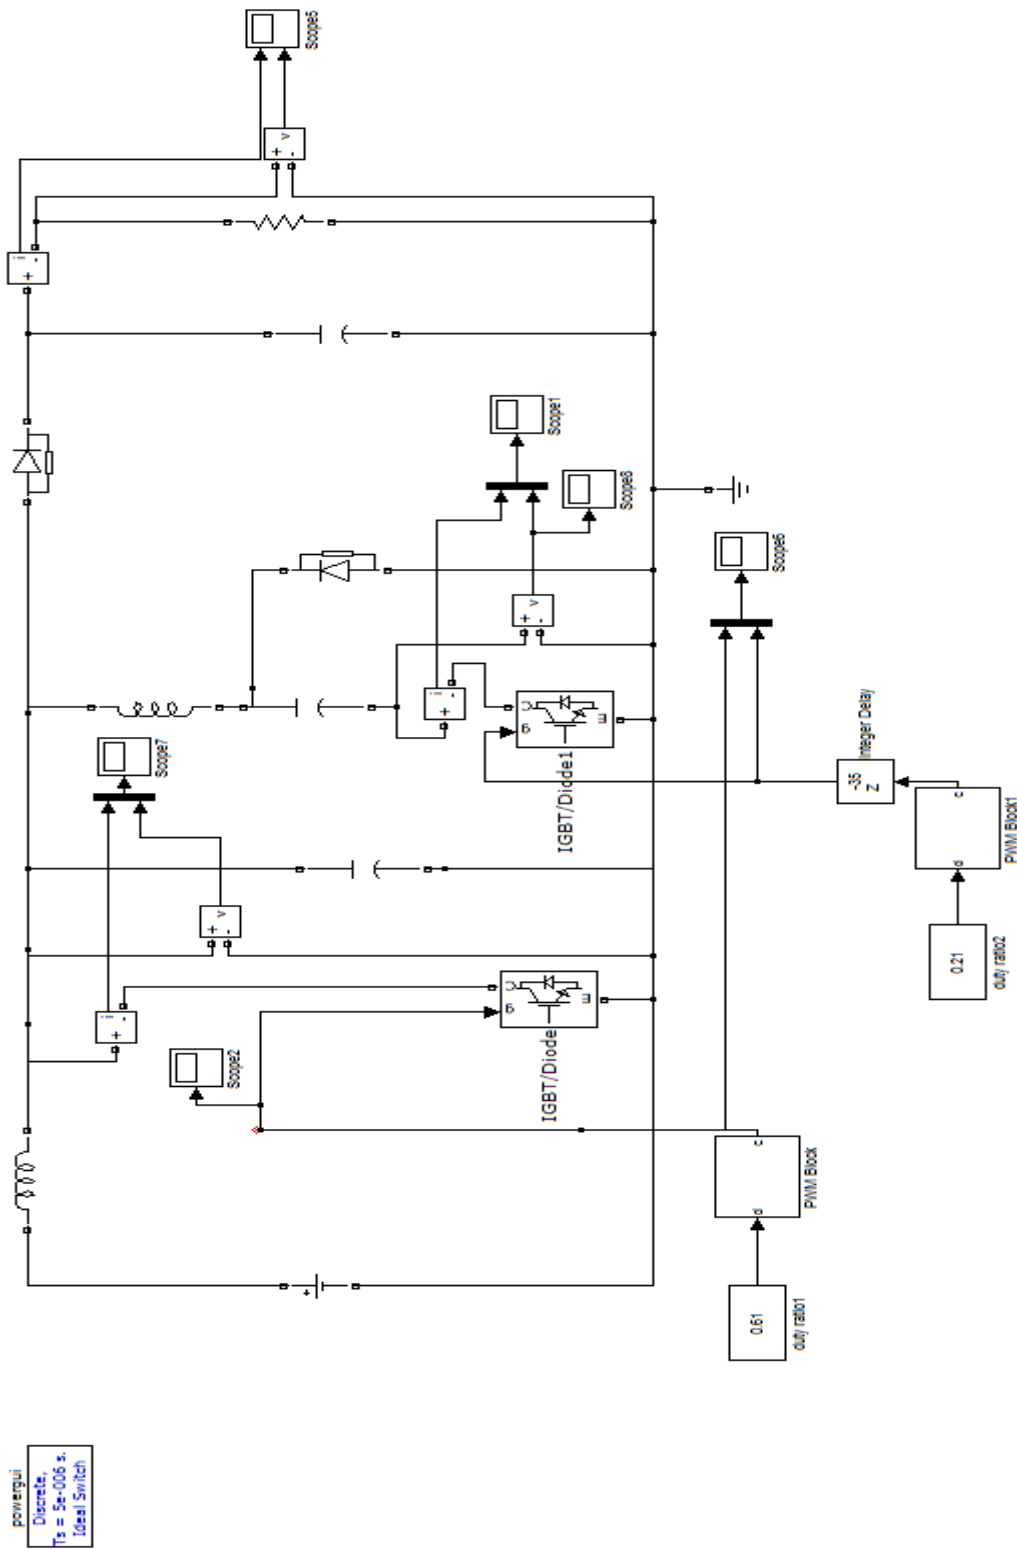 powergui
Discrete,
Ts = 5e-006 s.
Ideal Switch
i
+ -
i
+ -
Scope7
Scope2
+ v -
Scope5
+ v -
i
+ -
Scope1
g C E
IGBT/Diode
g C E
IGBT/Diode1
+ v -
Scope8
Scope6
0.61
duty ratio1
d c
PWM Block
-35
Z
Integer Delay
0.21
duty ratio2
d c
PWM Block1